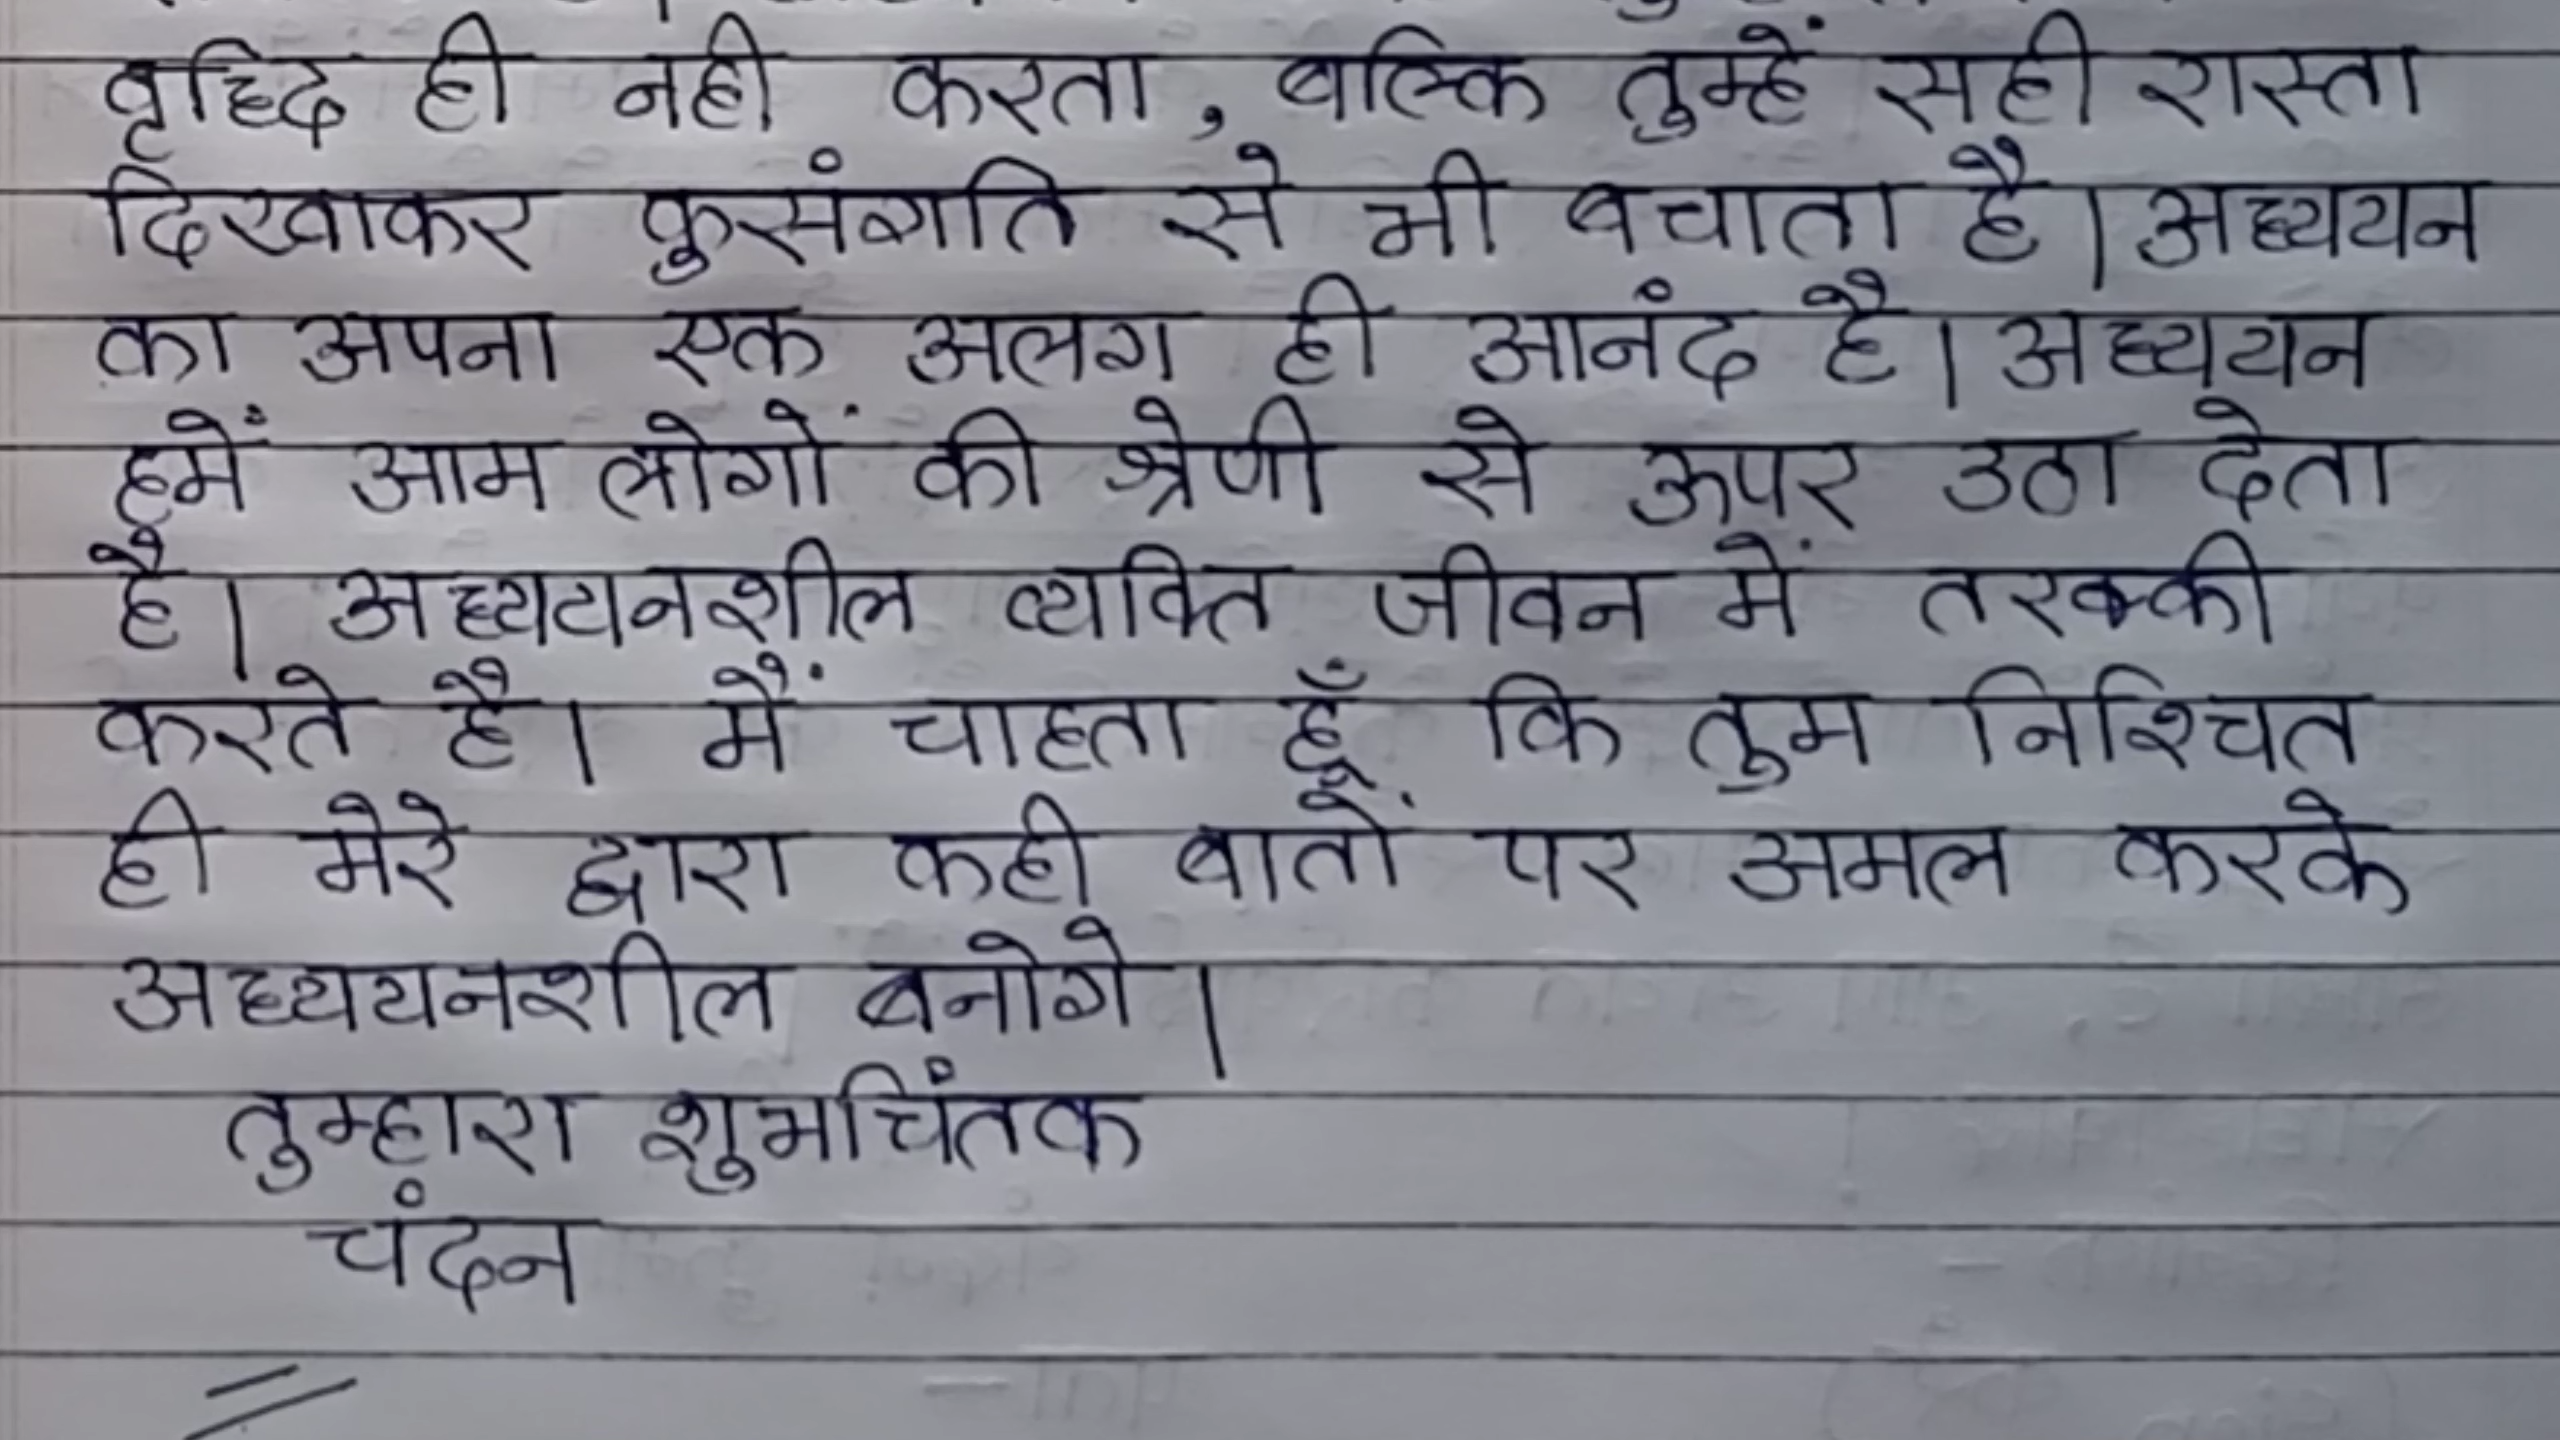 वृद्धि ही नही करता, बल्कि तुम्हें सही रास्ता
दिखाकर कुसंगति से भी बचाता है। अध्ययन
का अपना एक अलग ही आनंद है। अध्ययन
हमें आम लोगों की श्रेणी से ऊपर उठा देता
है। अध्ययनशील व्यक्ति जीवन में तरक्की
करते है। मैं चाहता हूँ कि तुम निश्चित
ही मेरे द्वारा कही बातों पर अमल करके
अध्ययनशील बनोगे।
तुम्हारा शुभचिंतक
चंदन